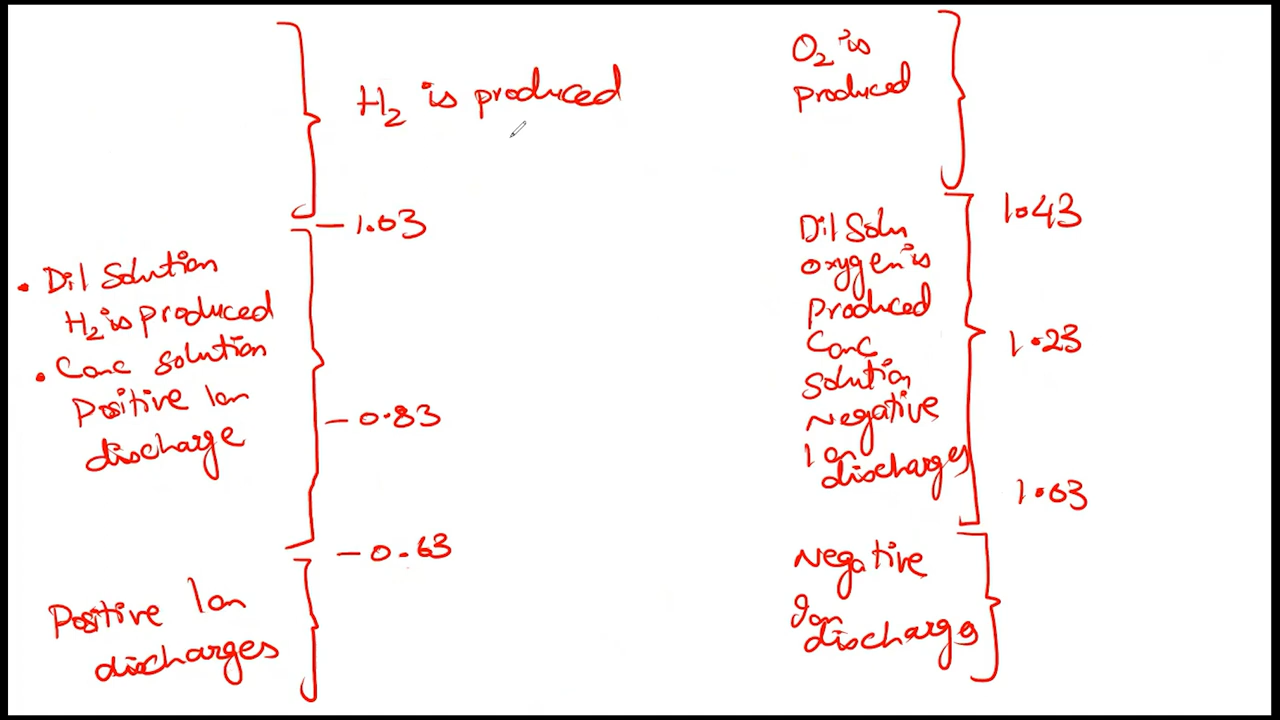 H₂ is produced
-1.03
• Dil Solution
H₂ is produced
• Conc solution
Positive Ion
discharge
-0.83
-0.63
Positive Ion
discharges
O₂ is
produced
1.43
Dil Soln
oxygen is
produced
Conc
solution
Negative
Ion
discharges
1.23
1.03
Negative
Ion
discharge